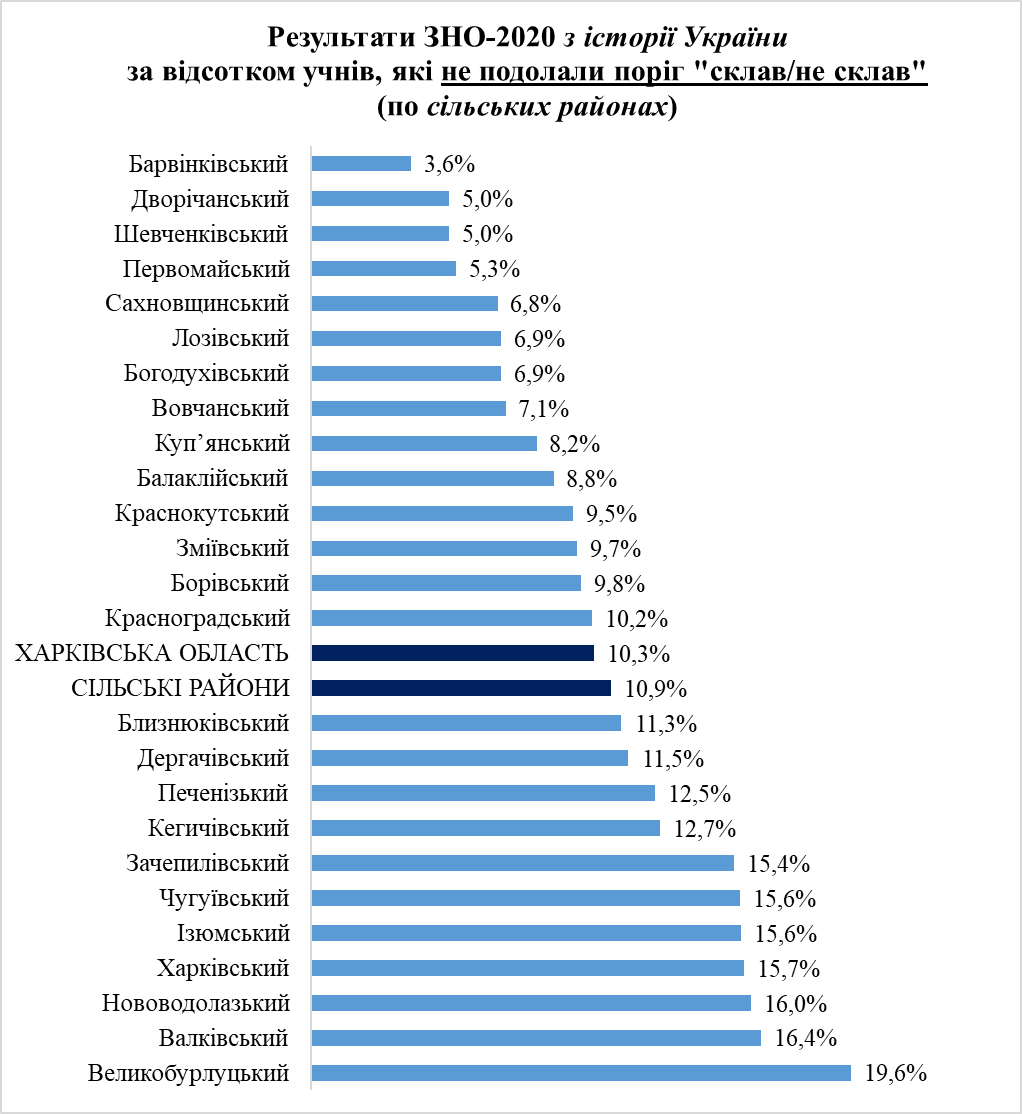 Результати ЗНО-2020 з історії України
за відсотком учнів, які не подолали поріг "склав/не склав"
(по сільських районах)
Барвінківський 3,6%
Дворічанський 5,0%
Шевченківський 5,0%
Первомайський 5,3%
Сахновщинський 6,8%
Лозівський 6,9%
Богодухівський 6,9%
Вовчанський 7,1%
Куп’янський 8,2%
Балаклійський 8,8%
Краснокутський 9,5%
Зміївський 9,7%
Борівський 9,8%
Красноградський 10,2%
ХАРКІВСЬКА ОБЛАСТЬ 10,3%
СІЛЬСЬКІ РАЙОНИ 10,9%
Близнюківський 11,3%
Дергачівський 11,5%
Печенізький 12,5%
Кегичівський 12,7%
Зачепилівський 15,4%
Чугуївський 15,6%
Ізюмський 15,6%
Харківський 15,7%
Нововодолазький 16,0%
Валківський 16,4%
Великобурлуцький 19,6%